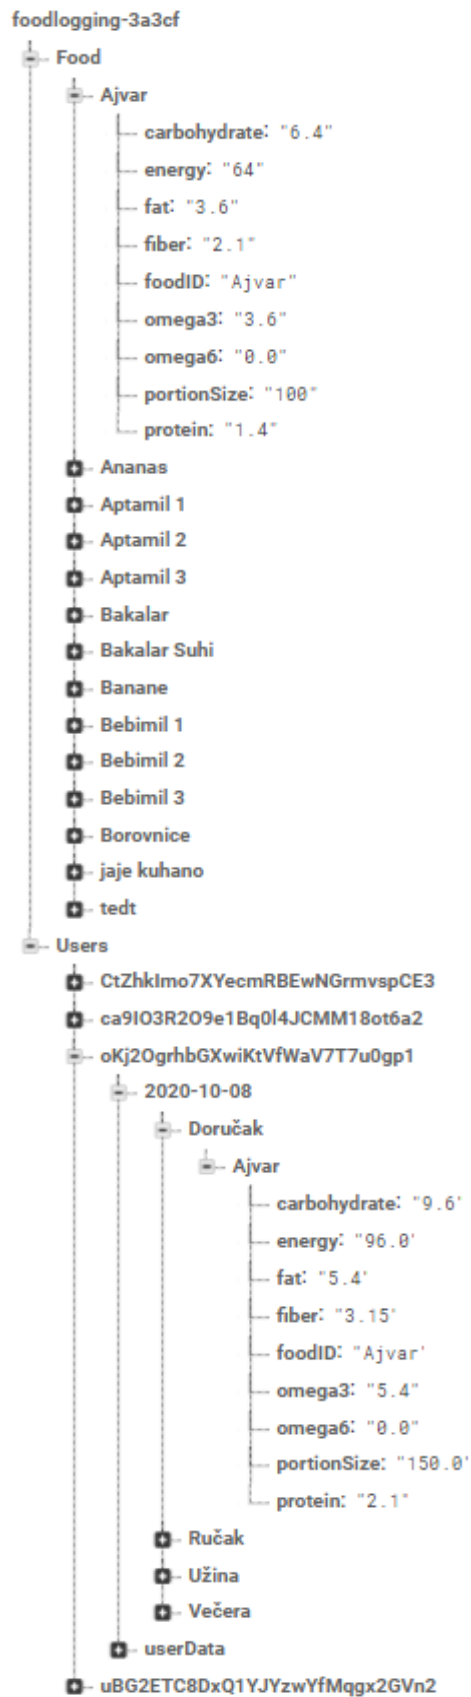 foodlogging-3a3cf
Food
Ajvar
carbohydrate: "6.4"
energy: "64"
fat: "3.6"
fiber: "2.1"
foodID: "Ajvar"
omega3: "3.6"
omega6: "0.0"
portionSize: "100"
protein: "1.4"
Ananas
Aptamil 1
Aptamil 2
Aptamil 3
Bakalar
Bakalar Suhi
Banane
Bebimil 1
Bebimil 2
Bebimil 3
Borovnice
jaje kuhano
tedt
Users
CtZhkImo7XYecmRBEwNGrmvspCE3
ca9IO3R2O9e1Bq0l4JCMM18ot6a2
oKj2OgrhbGXwiKtVfWaV7T7u0gp1
2020-10-08
Doručak
Ajvar
carbohydrate: "9.6'
energy: "96.0'
fat: "5.4'
fiber: "3.15'
foodID: "Ajvar'
omega3: "5.4"
omega6: "0.0"
portionSize: "150.0'
protein: "2.1"
Ručak
Užina
Večera
userData
uBG2ETC8DxQ1YJYzwYfMqgx2GVn2